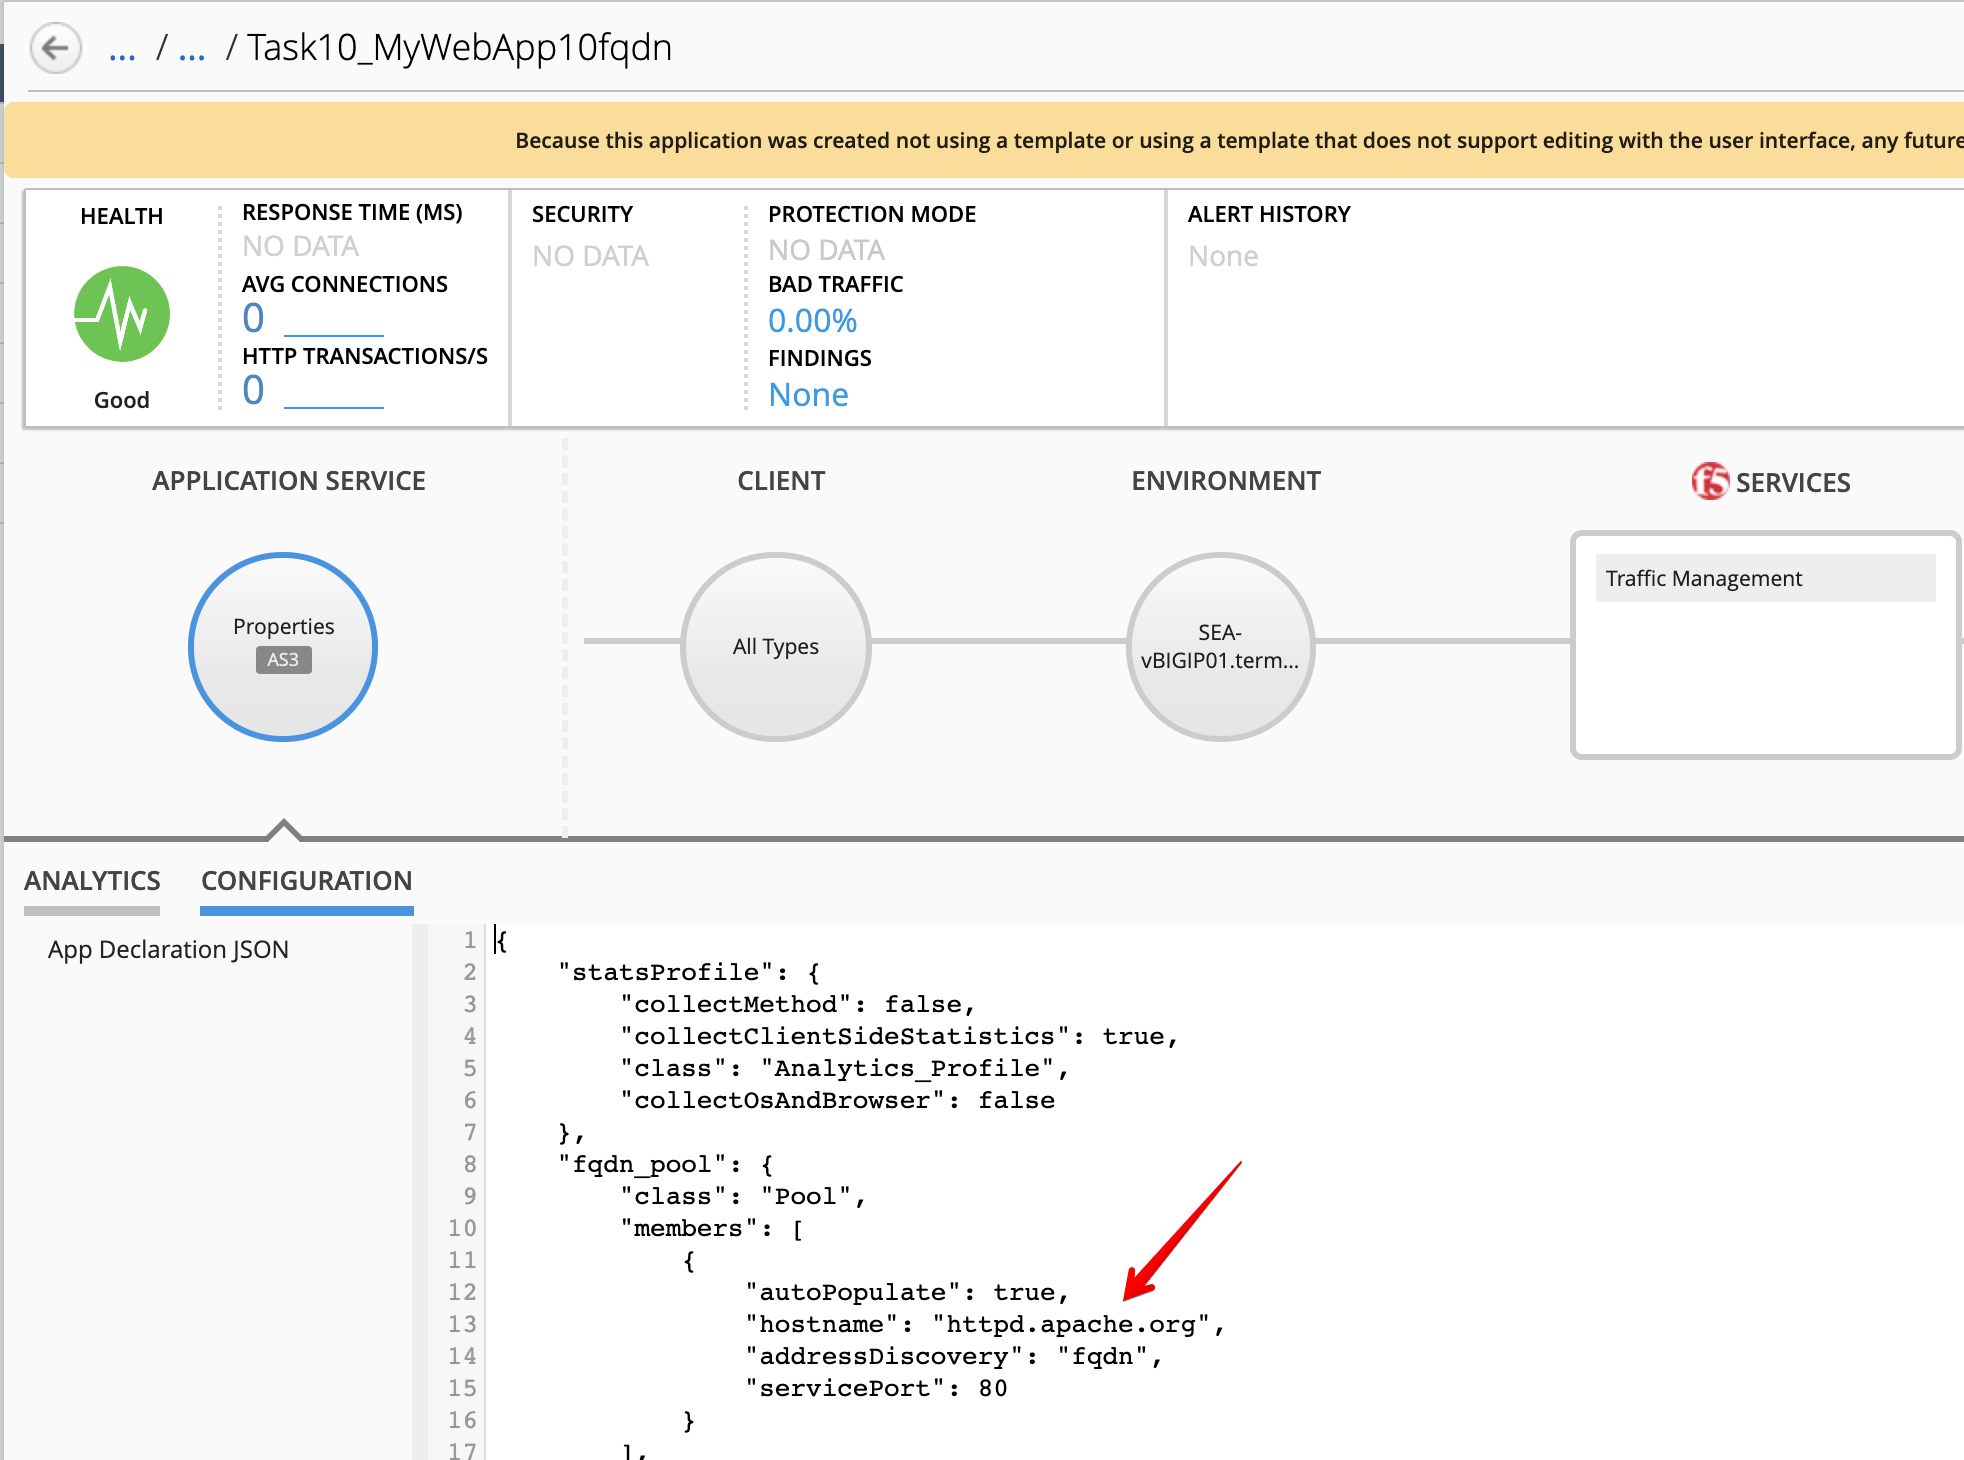 ... / ... / Task10_MyWebApp10fqdn
Because this application was created not using a template or using a template that does not support editing with the user interface, any future
HEALTH
Good
RESPONSE TIME (MS)
NO DATA
AVG CONNECTIONS
0
HTTP TRANSACTIONS/S
0
SECURITY
NO DATA
PROTECTION MODE
NO DATA
BAD TRAFFIC
0.00%
FINDINGS
None
ALERT HISTORY
None
APPLICATION SERVICE
CLIENT
ENVIRONMENT
f5 SERVICES
Properties
AS3
All Types
SEA-
vBIGIP01.term...
Traffic Management
ANALYTICS
CONFIGURATION
App Declaration JSON
1 {
2     "statsProfile": {
3         "collectMethod": false,
4         "collectClientSideStatistics": true,
5         "class": "Analytics_Profile",
6         "collectOsAndBrowser": false
7     },
8     "fqdn_pool": {
9         "class": "Pool",
10         "members": [
11             {
12                 "autoPopulate": true,
13                 "hostname": "httpd.apache.org",
14                 "addressDiscovery": "fqdn",
15                 "servicePort": 80
16             }
17         ],